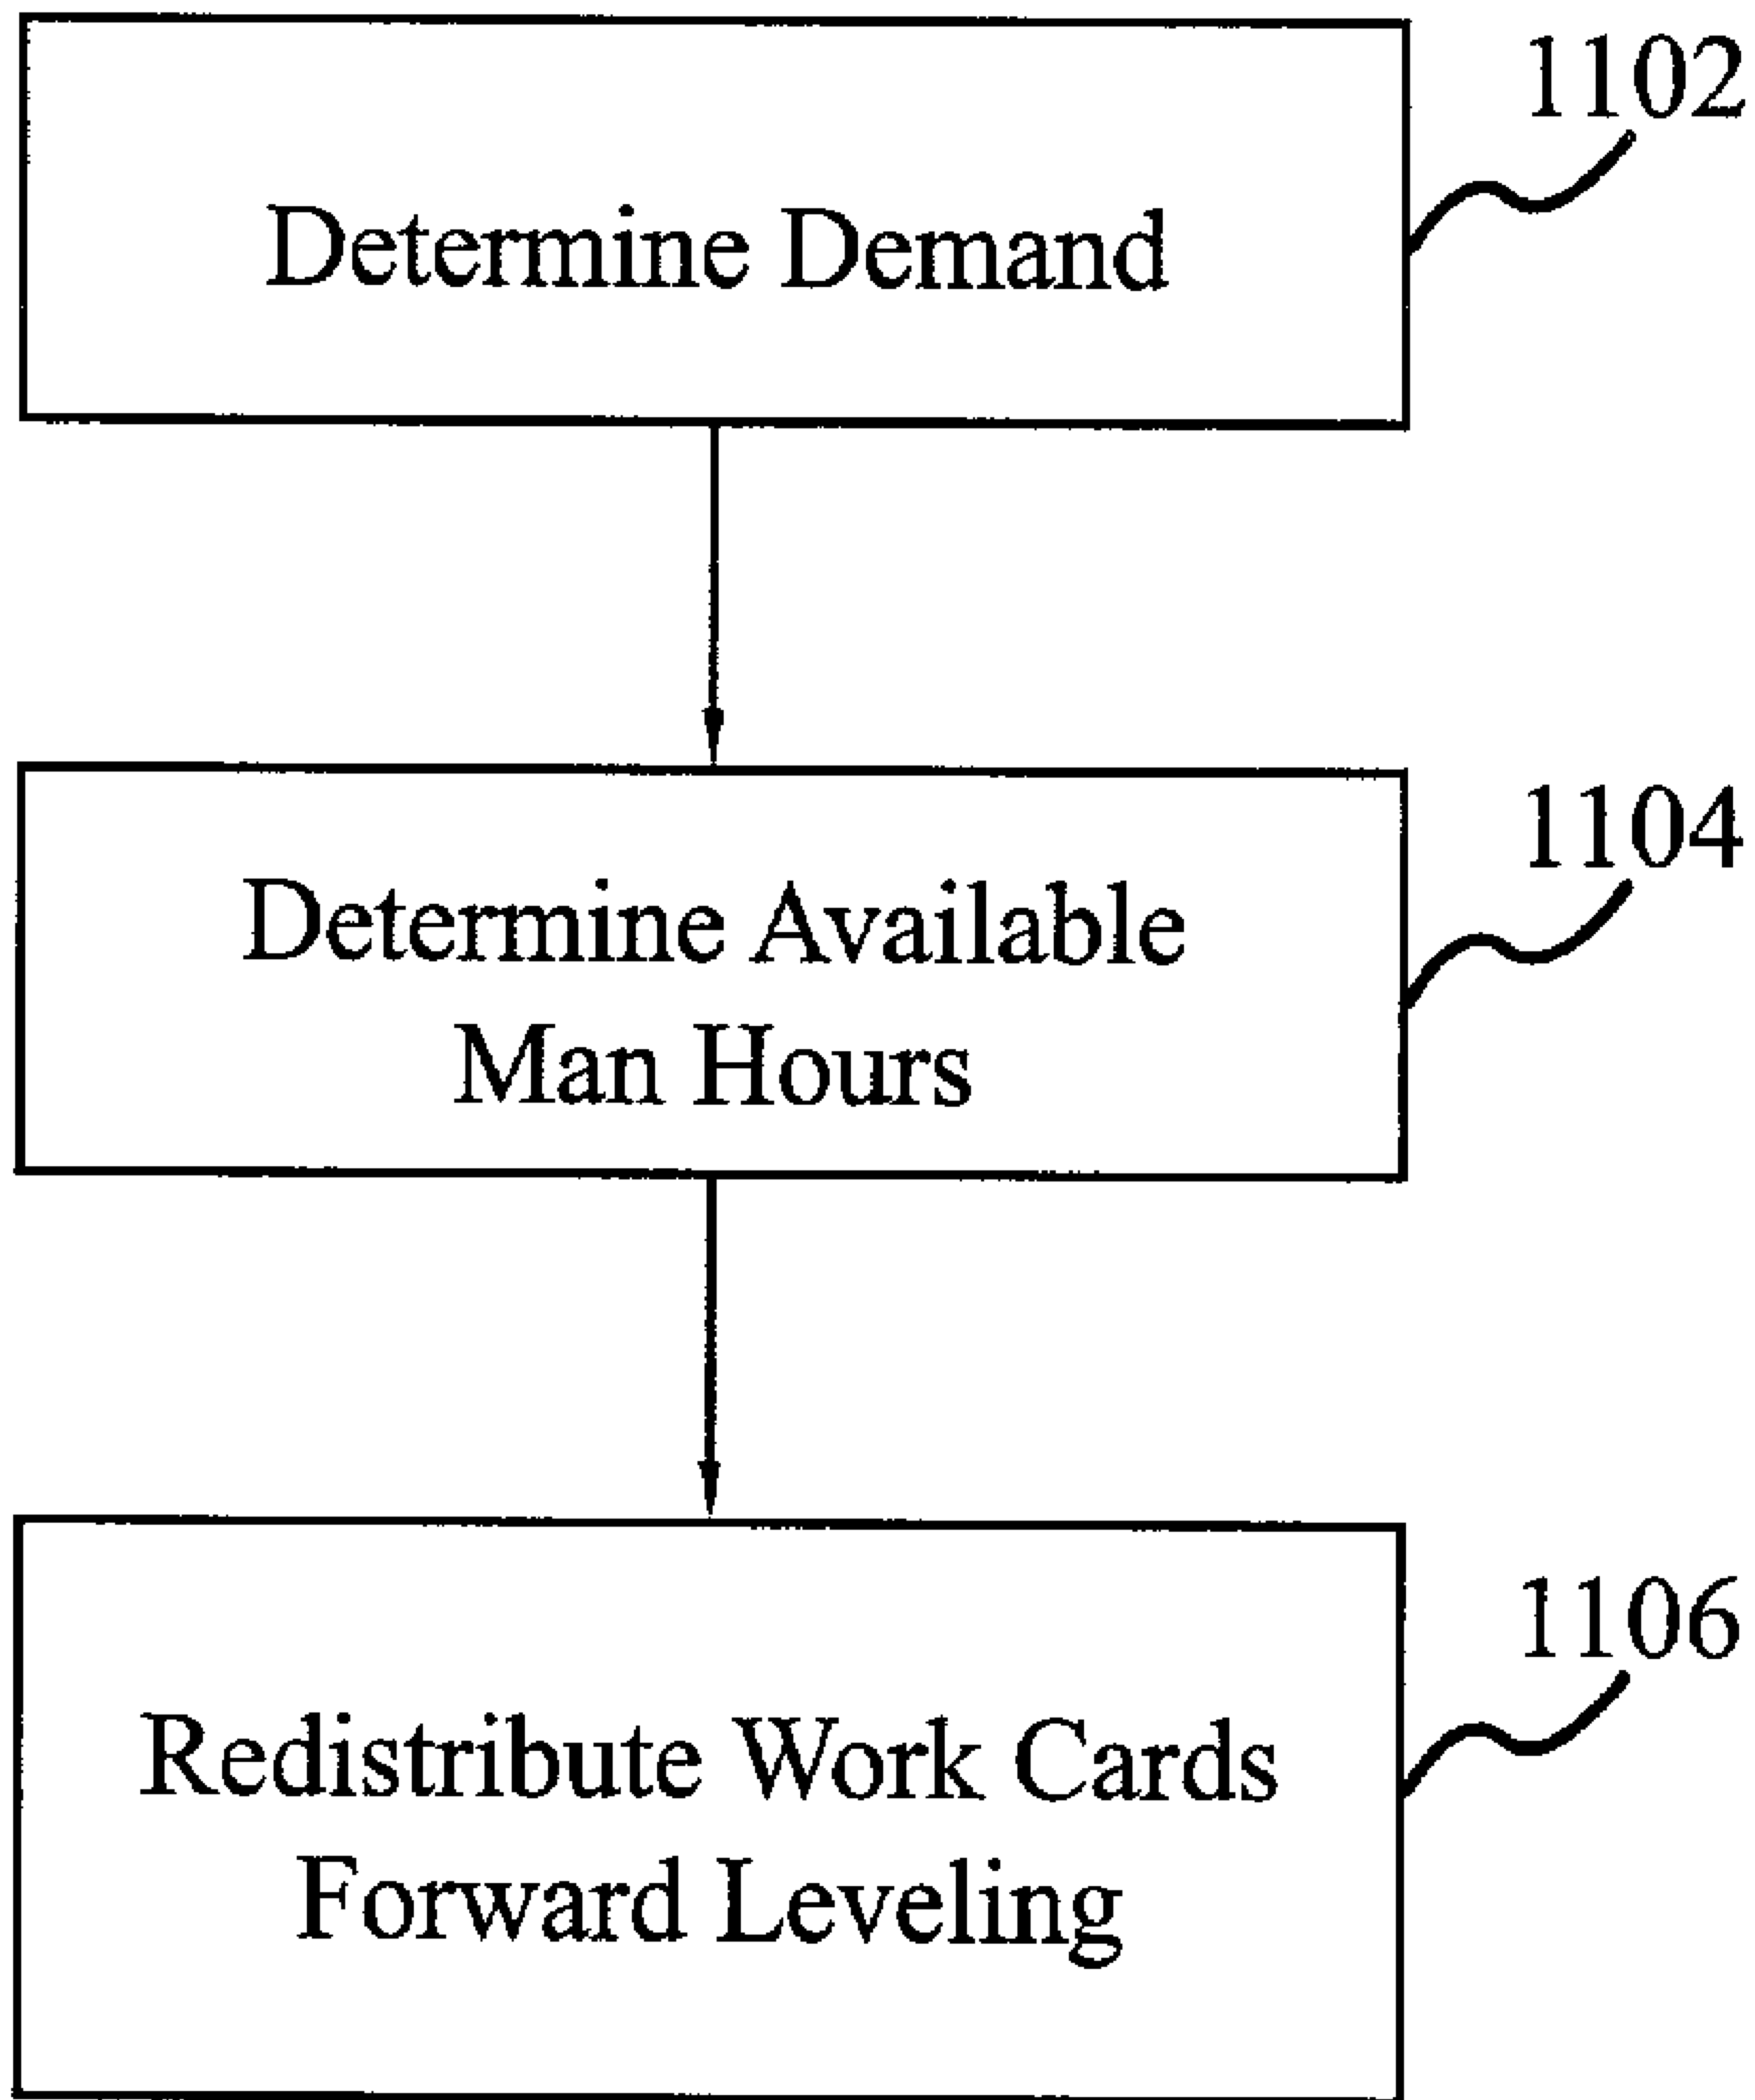 1102
Determine Demand
1104
Determine Available
Man Hours
1106
Redistribute Work Cards
Forward Leveling